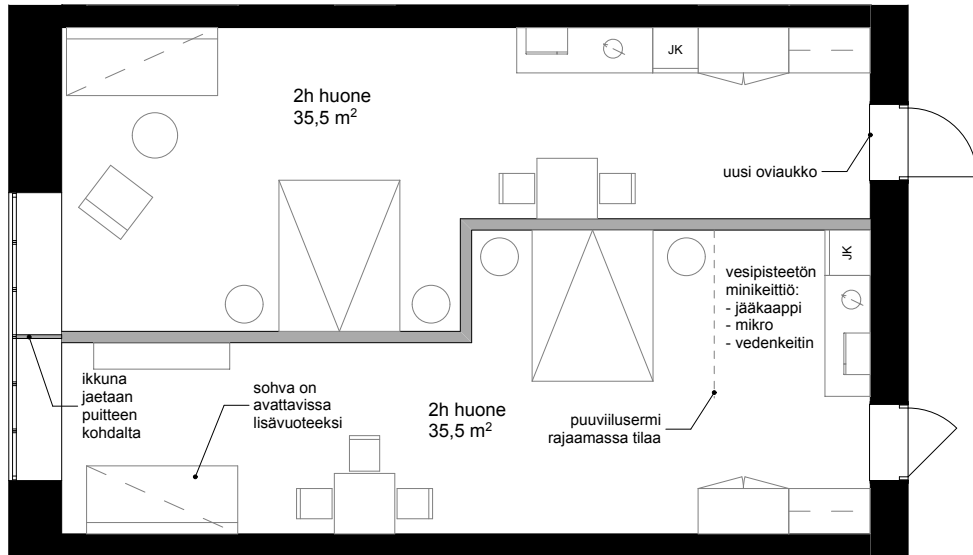 JK
2h huone
35,5 m²
uusi oviaukko
JK
vesipisteetön
minikeittiö:
- jääkaappi
- mikro
- vedenkeitin
ikkuna
jaetaan
puitteen
kohdalta
sohva on
avattavissa
lisävuoteeksi
2h huone
35,5 m²
puuviilusermi
rajaamassa tilaa